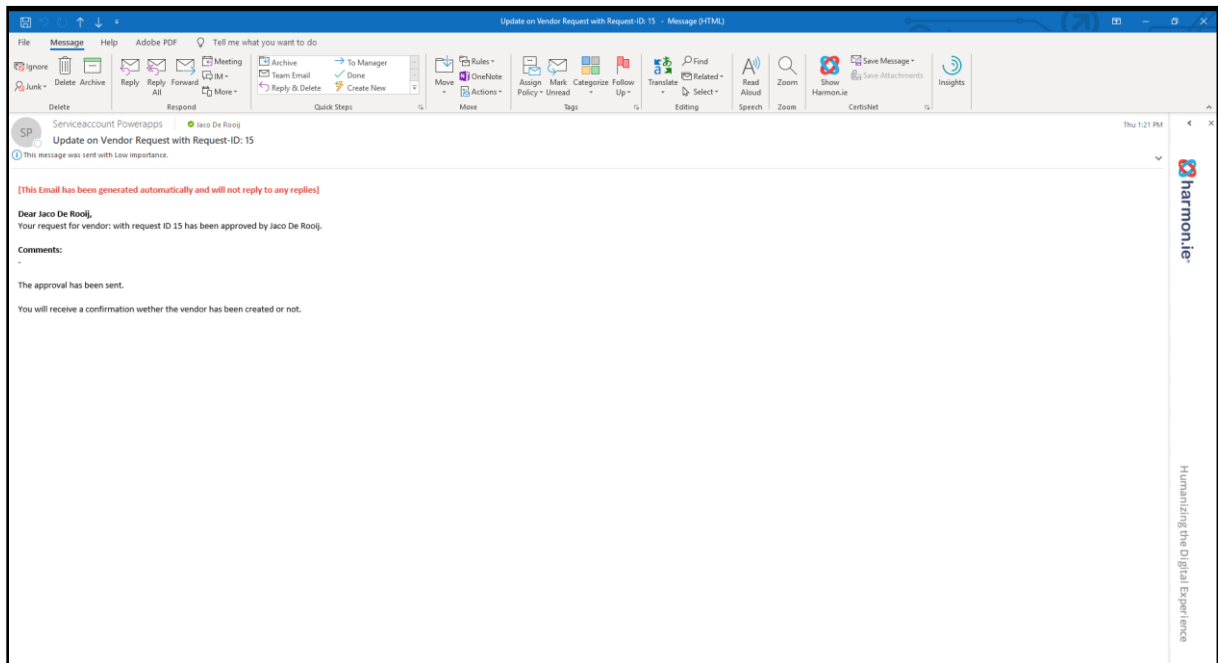 Update on Vendor Request with Request-ID: 15 - Message (HTML)
File Message Help Adobe PDF Tell me what you want to do
Ignore
Junk
Delete Archive
Delete
Reply Reply All Forward
Meeting
IM
More
Respond
Archive To Manager
Team Email Done
Reply & Delete Create New
Quick Steps
Move
Rules
OneNote
Actions
Move
Assign Policy Mark Unread Categorize Follow Up
Tags
Translate
Find
Related
Select
Editing
Read Aloud
Speech
Zoom
Zoom
Show Harmon.ie
Save Message
Save Attachments
CertisNet
Insights
SP
Serviceaccount Powerapps Jaco De Rooij
Thu 1:21 PM
Update on Vendor Request with Request-ID: 15
This message was sent with Low importance.
[This Email has been generated automatically and will not reply to any replies]
Dear Jaco De Rooij,
Your request for vendor: with request ID 15 has been approved by Jaco De Rooij.
Comments:
-
The approval has been sent.
You will receive a confirmation wether the vendor has been created or not.
harmon.ie
Humanizing the Digital Experience